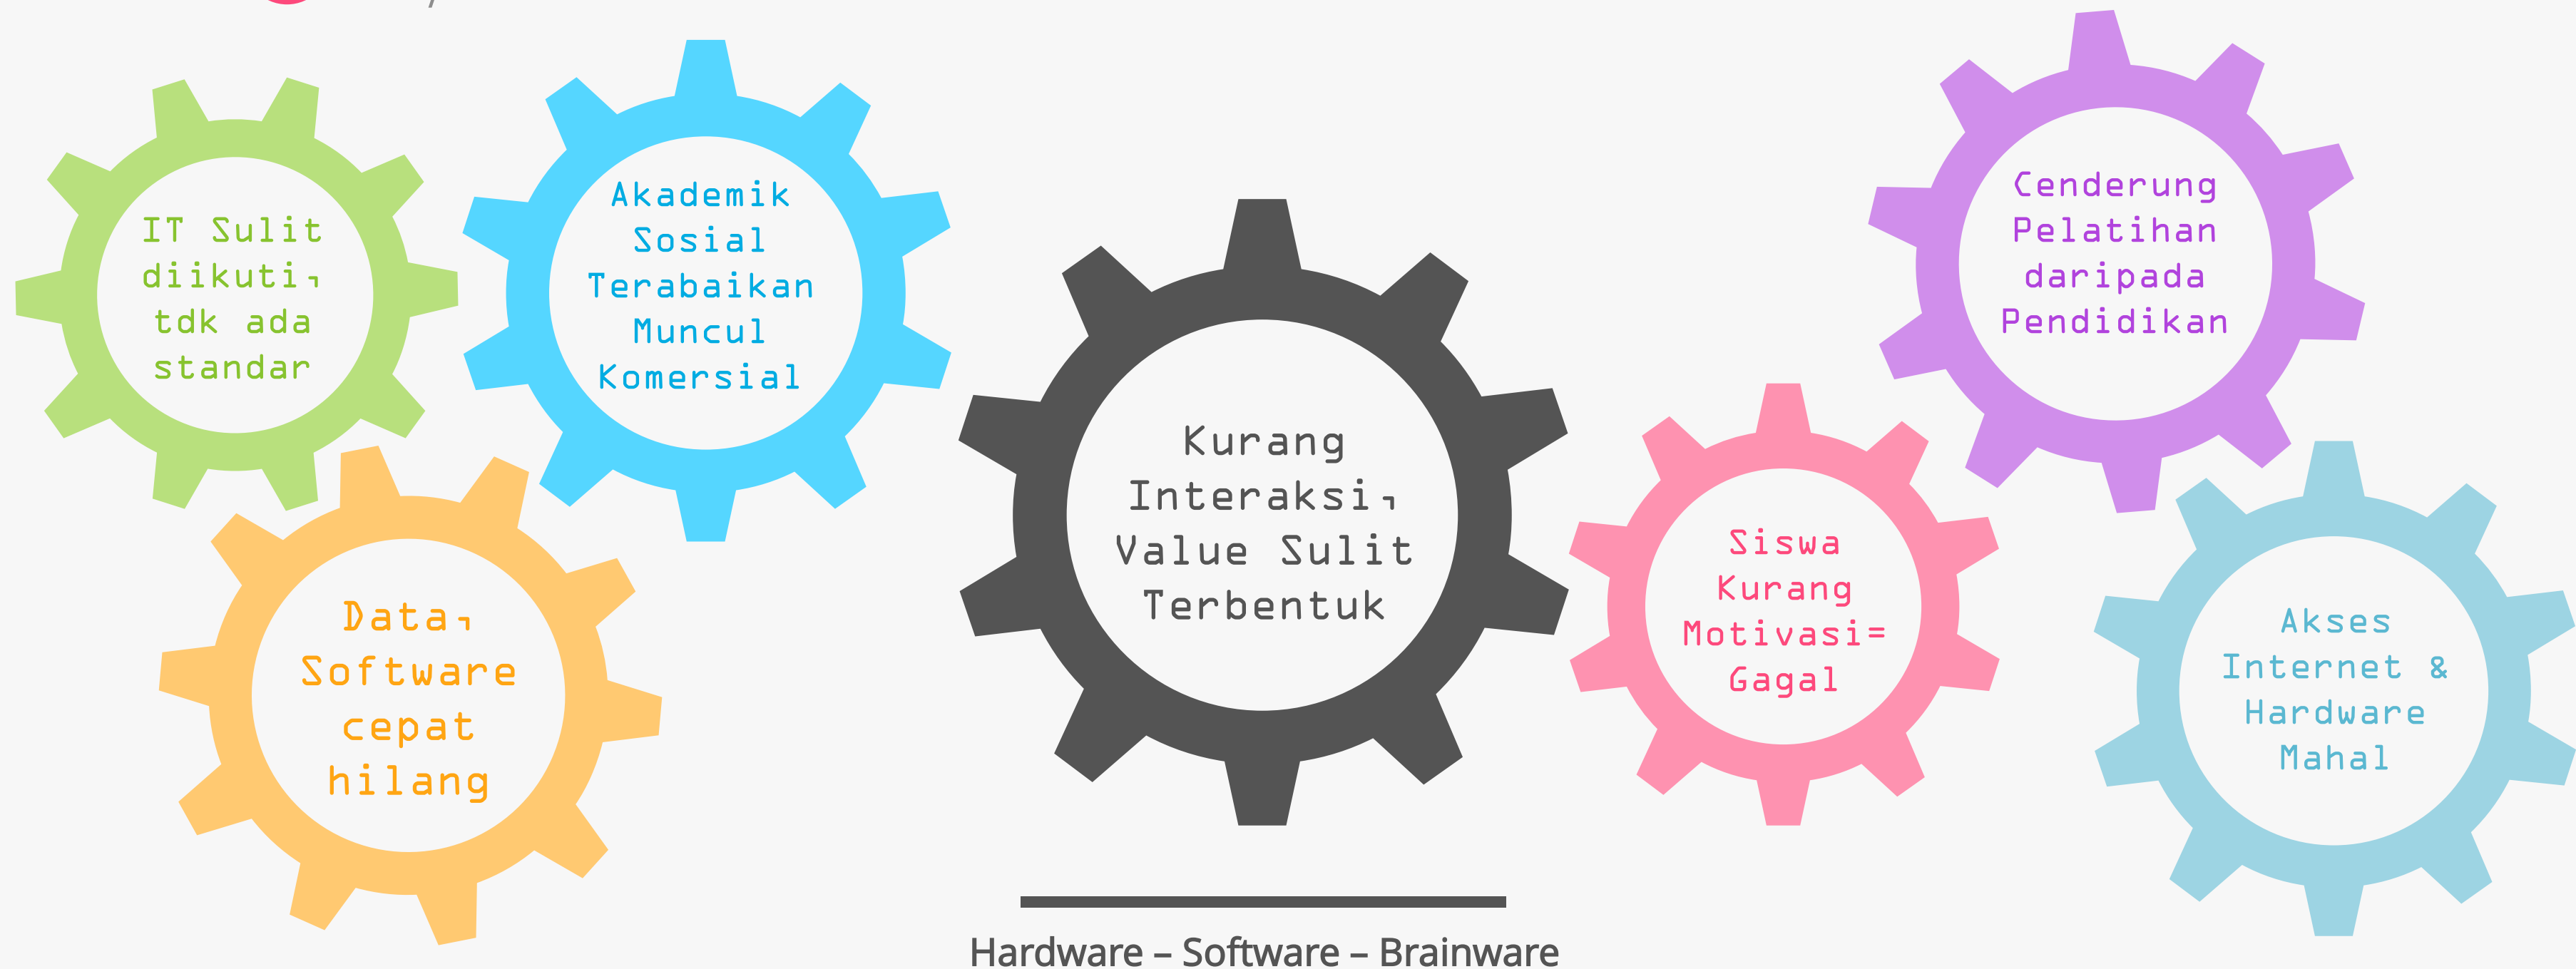 IT Sulit
diikuti,
tdk ada
standar
Akademik
Sosial
Terabaikan
Muncul
Komersial
Data,
Software
cepat
hilang
Kurang
Interaksi,
Value Sulit
Terbentuk
Siswa
Kurang
Motivasi=
Gagal
Cenderung
Pelatihan
daripada
Pendidikan
Akses
Internet &
Hardware
Mahal
Hardware – Software – Brainware